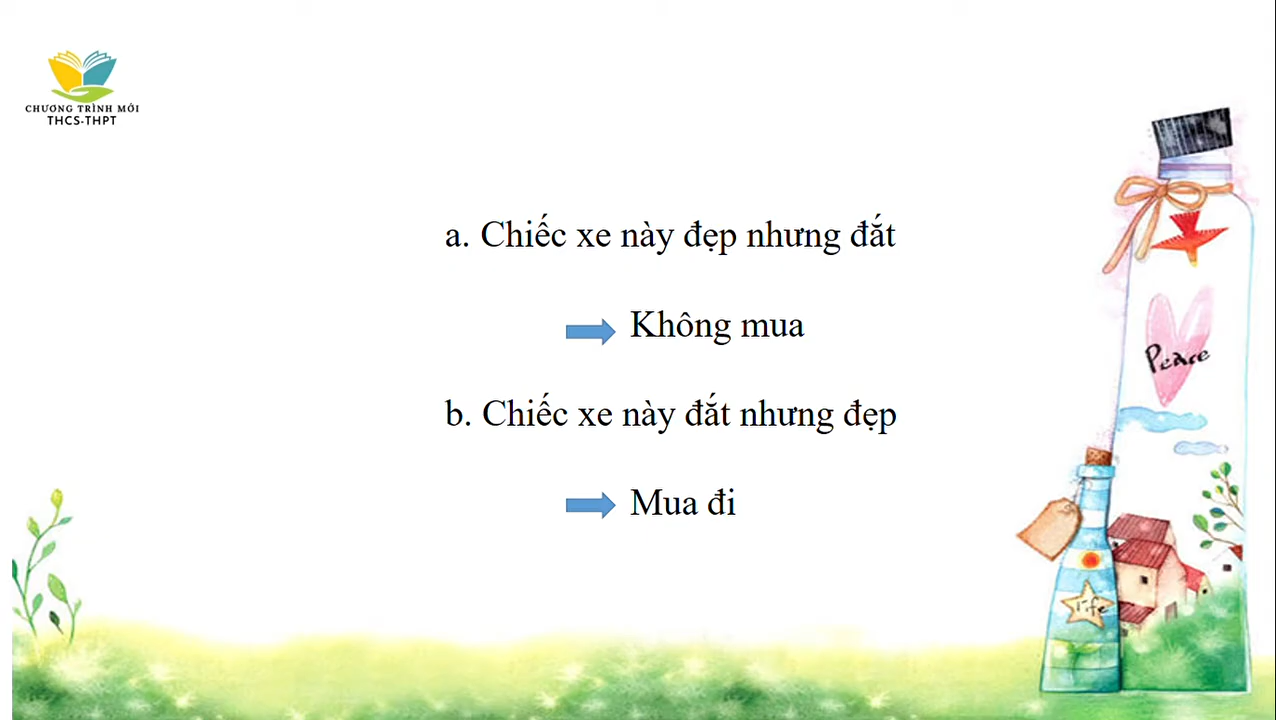 CHƯƠNG TRÌNH MỚI
THCS-THPT
a. Chiếc xe này đẹp nhưng đắt
Không mua
b. Chiếc xe này đắt nhưng đẹp
Mua đi
Peace
life